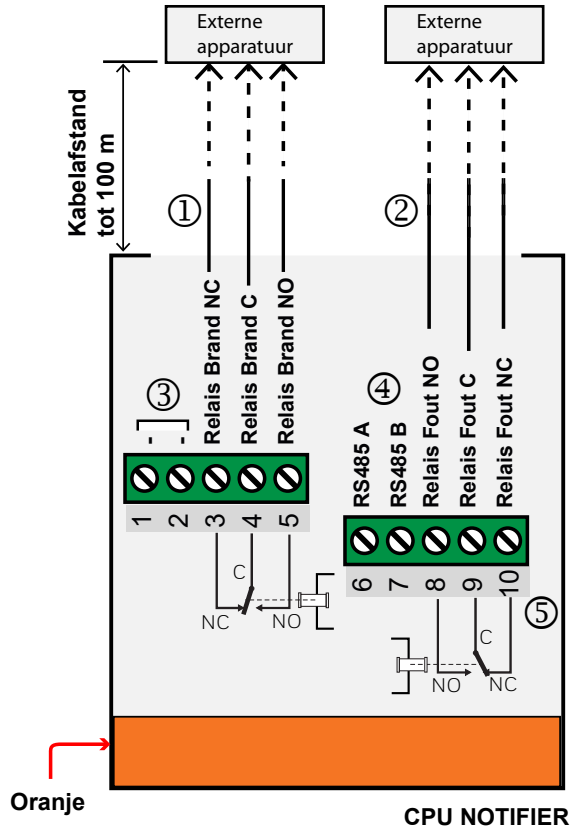 Externe
apparatuur
Externe
apparatuur
Kabelafstand
tot 100 m
①
②
Relais Brand NC
Relais Brand C
Relais Brand NO
③
④
RS485 A
RS485 B
Relais Fout NO
Relais Fout C
Relais Fout NC
1
2
3
4
5
6
7
8
9
10
C
NC
NO
⑤
C
NO
NC
Oranje
CPU NOTIFIER